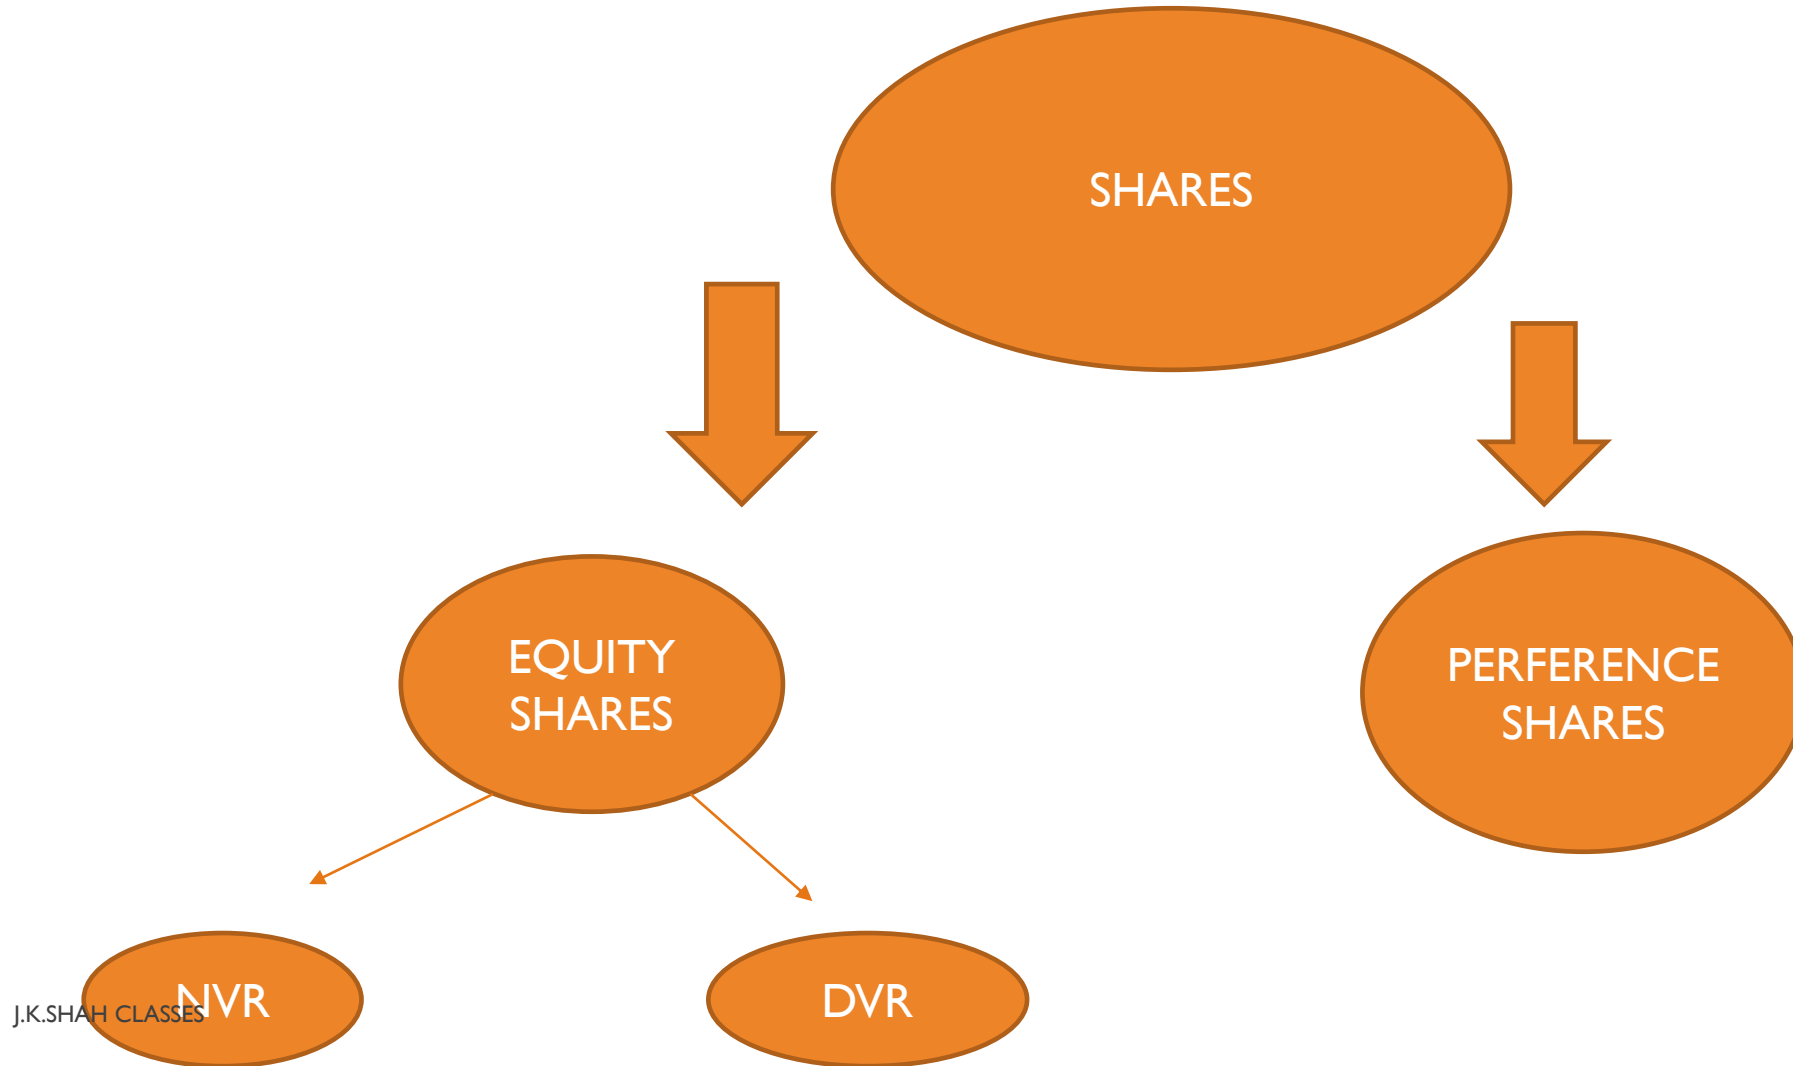 SHARES
EQUITY
SHARES
PERFERENCE
SHARES
NVR
DVR
J.K.SHAH CLASSES